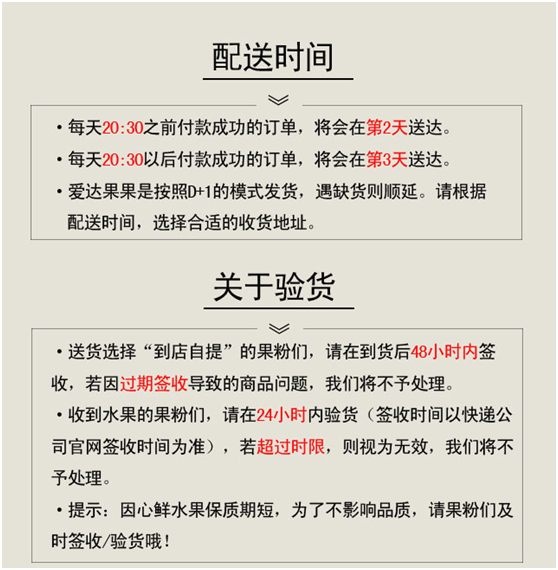 配送时间
·每天20:30之前付款成功的订单，将会在第2天送达。
·每天20:30以后付款成功的订单，将会在第3天送达。
·爱达果果是按照D+1的模式发货，遇缺货则顺延。请根据
配送时间，选择合适的收货地址。
关于验货
·送货选择“到店自提”的果粉们，请在到货后48小时内签
收，若因过期签收导致的商品问题，我们将不予处理。
·收到水果的果粉们，请在24小时内验货（签收时间以快递公
司官网签收时间为准），若超过时限，则视为无效，我们将不
予处理。
·提示：因心鲜水果保质期短，为了不影响品质，请果粉们及
时签收/验货哦！